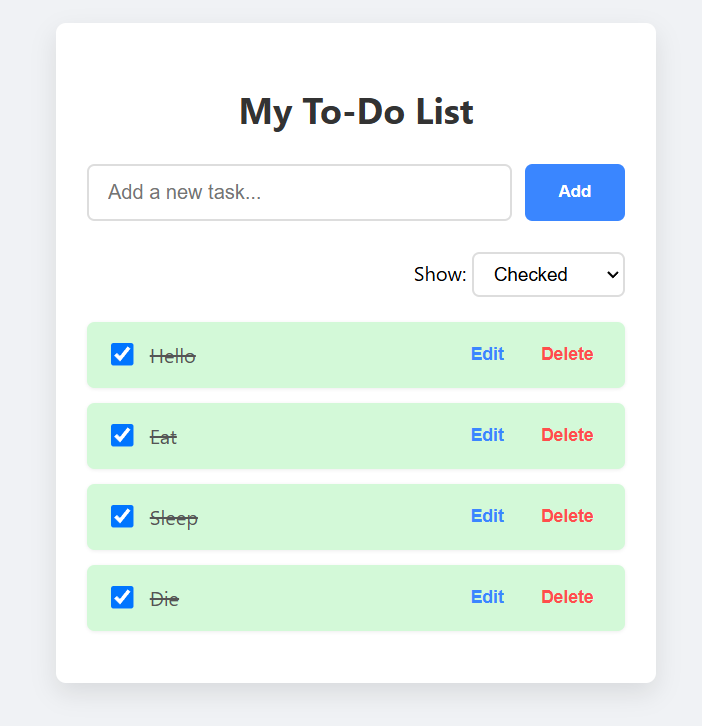 My To-Do List
Add a new task...
Add
Show: Checked
Hello Edit Delete
Eat Edit Delete
Sleep Edit Delete
Die Edit Delete